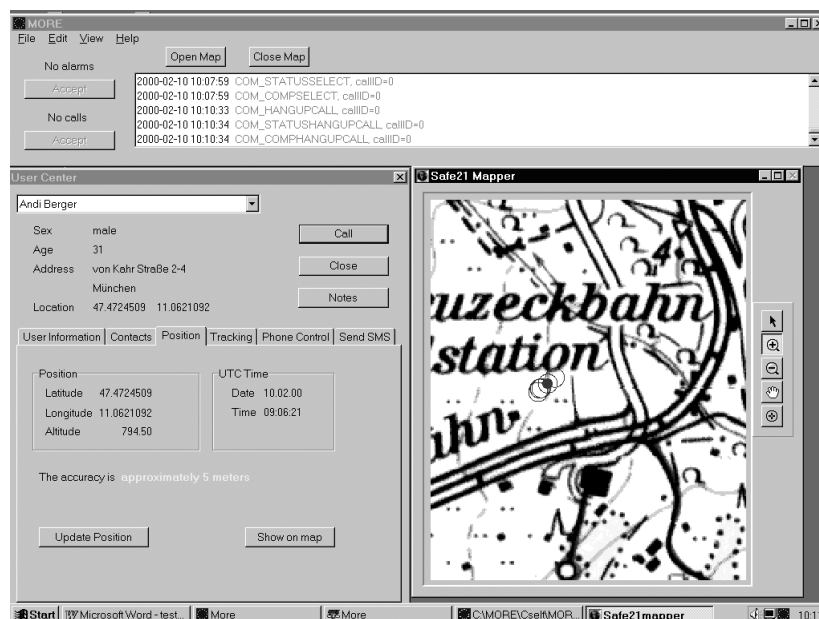 MORE
File Edit View Help
Open Map Close Map
No alarms
Accept
No calls
Accept
2000-02-10 10:07:59 COM_STATUSSELECT, callID=0
2000-02-10 10:07:59 COM_COMPSELECT, callID=0
2000-02-10 10:10:33 COM_HANGUPCALL, callID=0
2000-02-10 10:10:34 COM_STATUSHANGUPCALL, callID=0
2000-02-10 10:10:34 COM_COMPHANGUPCALL, callID=0
User Center
Andi Berger
Sex male
Age 31
Address von Kahr Straße 2-4
München
Location 47.4724509 11.0621092
Call
Close
Notes
User Information Contacts Position Tracking Phone Control Send SMS
Position
Latitude 47.4724509
Longitude 11.0621092
Altitude 794.50
UTC Time
Date 10.02.00
Time 09:06:21
The accuracy is approximately 5 meters
Update Position Show on map
Safe21 Mapper
4
uzeckbahn
station
ahn
Start Microsoft Word - test... More More C:\MORE\Cself\MOR... Safe21mapper 10:11